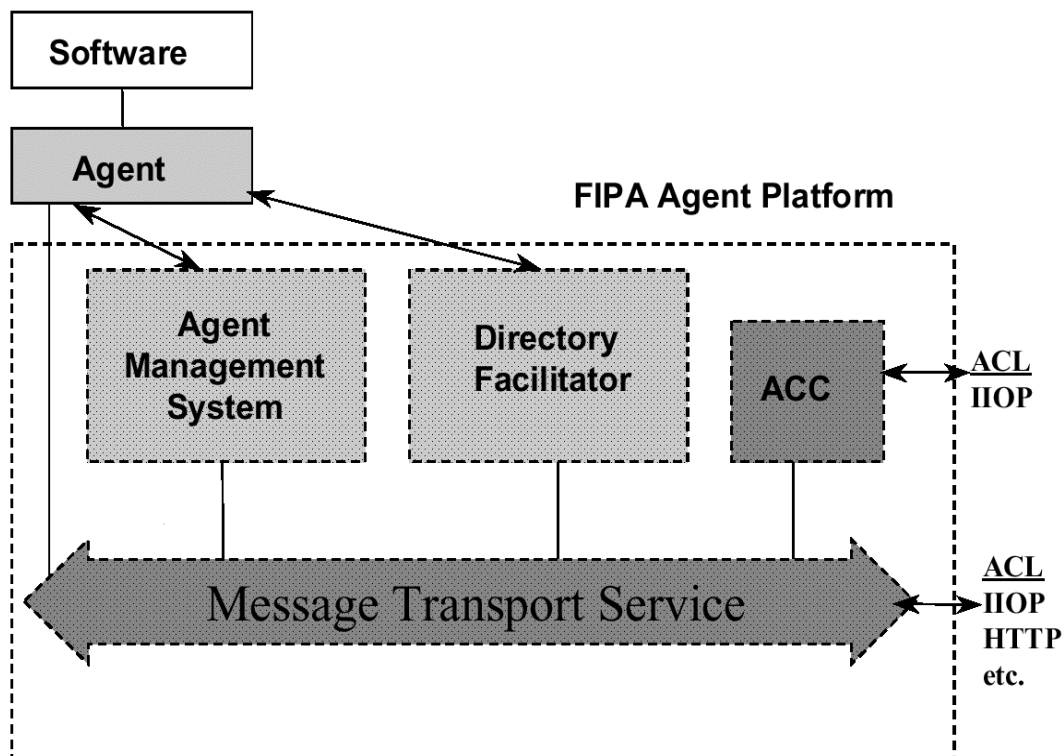 Software
Agent
FIPA Agent Platform
Agent
Management
System
Directory
Facilitator
ACC
ACL
IIOP
Message Transport Service
ACL
IIOP
HTTP
etc.